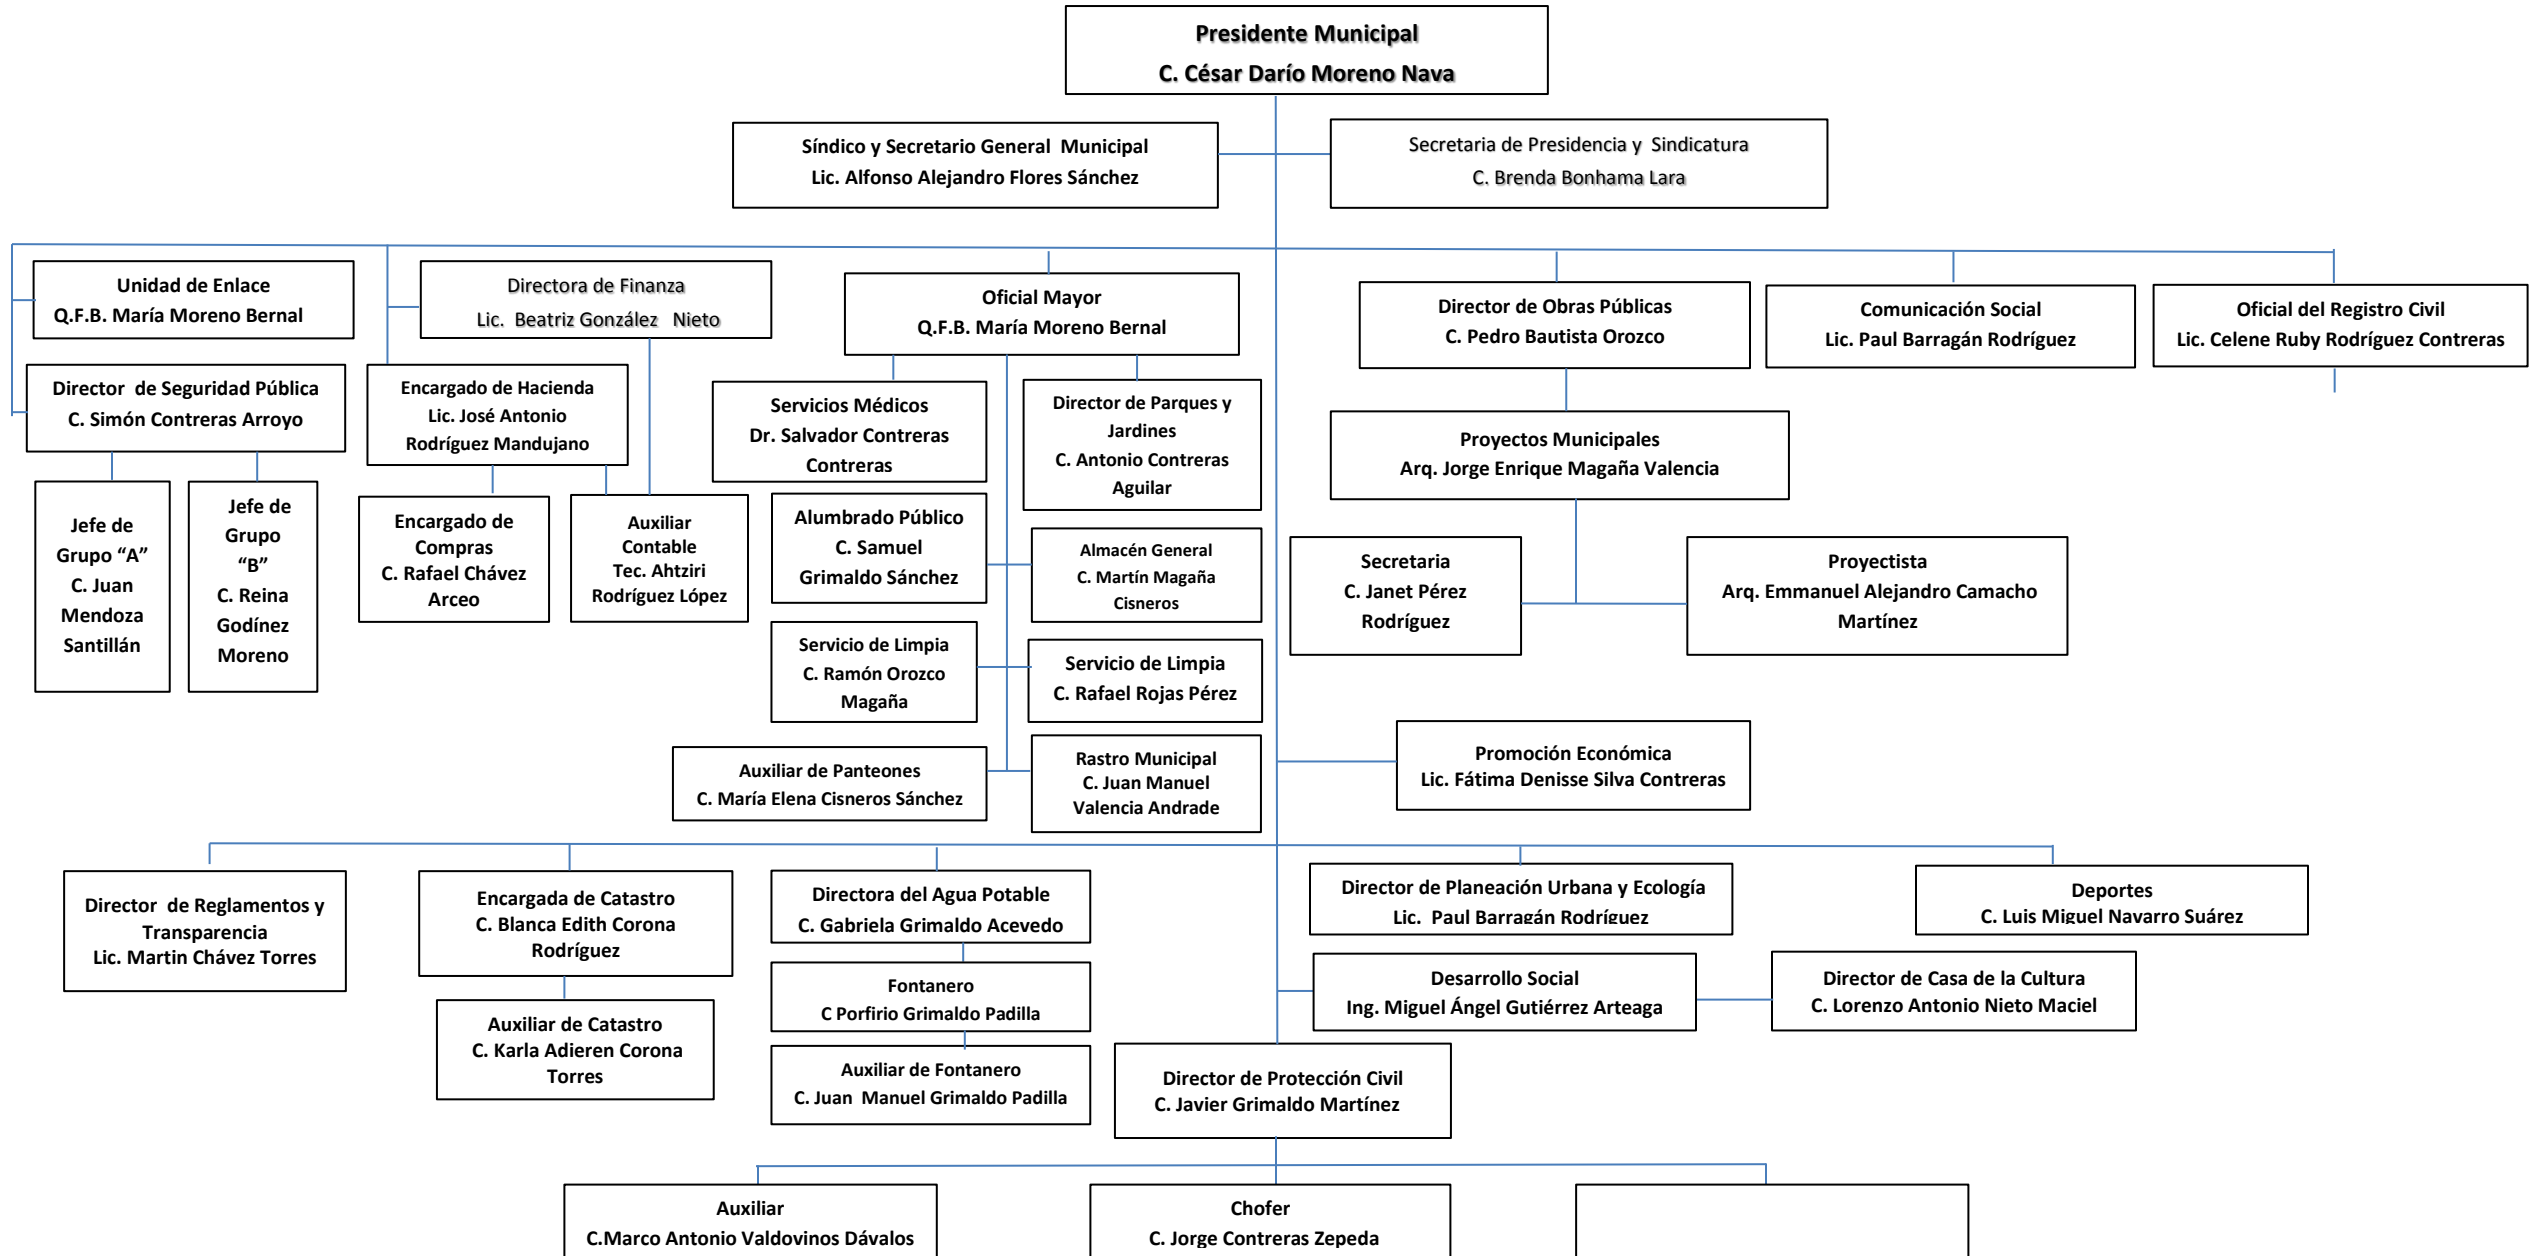 Presidente Municipal
C. César Darío Moreno Nava
Síndico y Secretario General Municipal
Lic. Alfonso Alejandro Flores Sánchez
Secretaria de Presidencia y Sindicatura
C. Brenda Bonhama Lara
Unidad de Enlace
Q.F.B. María Moreno Bernal
Directora de Finanza
Lic. Beatriz González Nieto
Oficial Mayor
Q.F.B. María Moreno Bernal
Director de Obras Públicas
C. Pedro Bautista Orozco
Comunicación Social
Lic. Paul Barragán Rodríguez
Oficial del Registro Civil
Lic. Celene Ruby Rodríguez Contreras
Director de Seguridad Pública
C. Simón Contreras Arroyo
Encargado de Hacienda
Lic. José Antonio
Rodríguez Mandujano
Servicios Médicos
Dr. Salvador Contreras
Contreras
Director de Parques y
Jardines
C. Antonio Contreras
Aguilar
Proyectos Municipales
Arq. Jorge Enrique Magaña Valencia
Jefe de
Grupo “A”
C. Juan
Mendoza
Santillán
Jefe de
Grupo
“B”
C. Reina
Godínez
Moreno
Encargado de
Compras
C. Rafael Chávez
Arceo
Auxiliar
Contable
Tec. Ahtziri
Rodríguez López
Alumbrado Público
C. Samuel
Grimaldo Sánchez
Almacén General
C. Martín Magaña
Cisneros
Secretaria
C. Janet Pérez
Rodríguez
Proyectista
Arq. Emmanuel Alejandro Camacho
Martínez
Servicio de Limpia
C. Ramón Orozco
Magaña
Servicio de Limpia
C. Rafael Rojas Pérez
Auxiliar de Panteones
C. María Elena Cisneros Sánchez
Rastro Municipal
C. Juan Manuel
Valencia Andrade
Promoción Económica
Lic. Fátima Denisse Silva Contreras
Director de Reglamentos y
Transparencia
Lic. Martin Chávez Torres
Encargada de Catastro
C. Blanca Edith Corona
Rodríguez
Directora del Agua Potable
C. Gabriela Grimaldo Acevedo
Director de Planeación Urbana y Ecología
Lic. Paul Barragán Rodríguez
Deportes
C. Luis Miguel Navarro Suárez
Auxiliar de Catastro
C. Karla Adieren Corona
Torres
Fontanero
C Porfirio Grimaldo Padilla
Desarrollo Social
Ing. Miguel Ángel Gutiérrez Arteaga
Director de Casa de la Cultura
C. Lorenzo Antonio Nieto Maciel
Auxiliar de Fontanero
C. Juan Manuel Grimaldo Padilla
Director de Protección Civil
C. Javier Grimaldo Martínez
Auxiliar
C.Marco Antonio Valdovinos Dávalos
Chofer
C. Jorge Contreras Zepeda